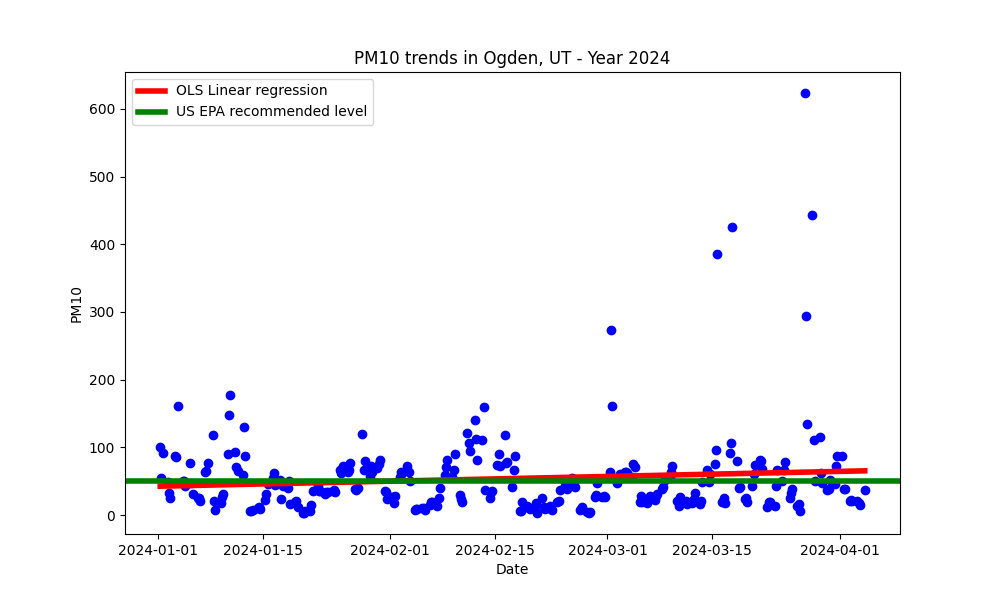 PM10 trends in Ogden, UT - Year 2024
OLS Linear regression
US EPA recommended level
PM10
600
500
400
300
200
100
0
2024-01-01
2024-01-15
2024-02-01
2024-02-15
2024-03-01
2024-03-15
2024-04-01
Date